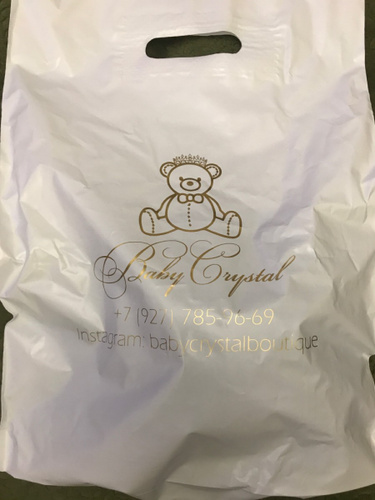 Baby Crystal
+7 (927) 785-96-69
Instagram: babycrystalboutique